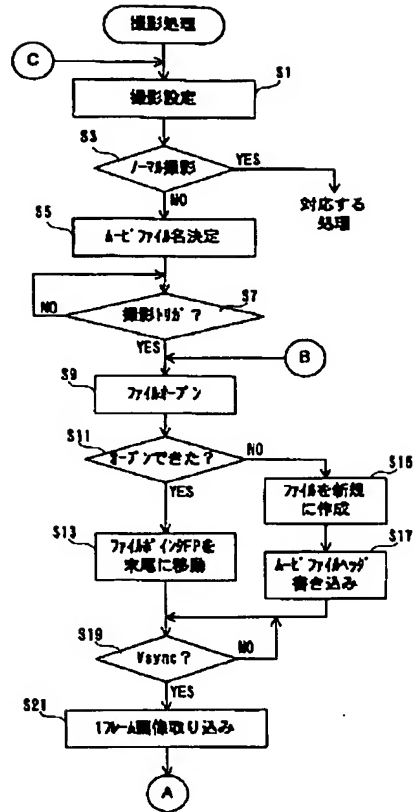 撮影処理
C
S1
撮影設定
S3
ノーマル撮影
YES
NO
対応する
処理
S5
ムービファイル名決定
NO
撮影トリガ?
S7
YES
B
S9
ファイルオープン
S11
オープンできた?
NO
YES
S15
ファイルを新規
に作成
S13
ファイルポインタFPを
末尾に移動
S17
ムービファイルヘッダ
書き込み
S19
Vsync?
NO
YES
S21
1フレーム画像取り込み
A